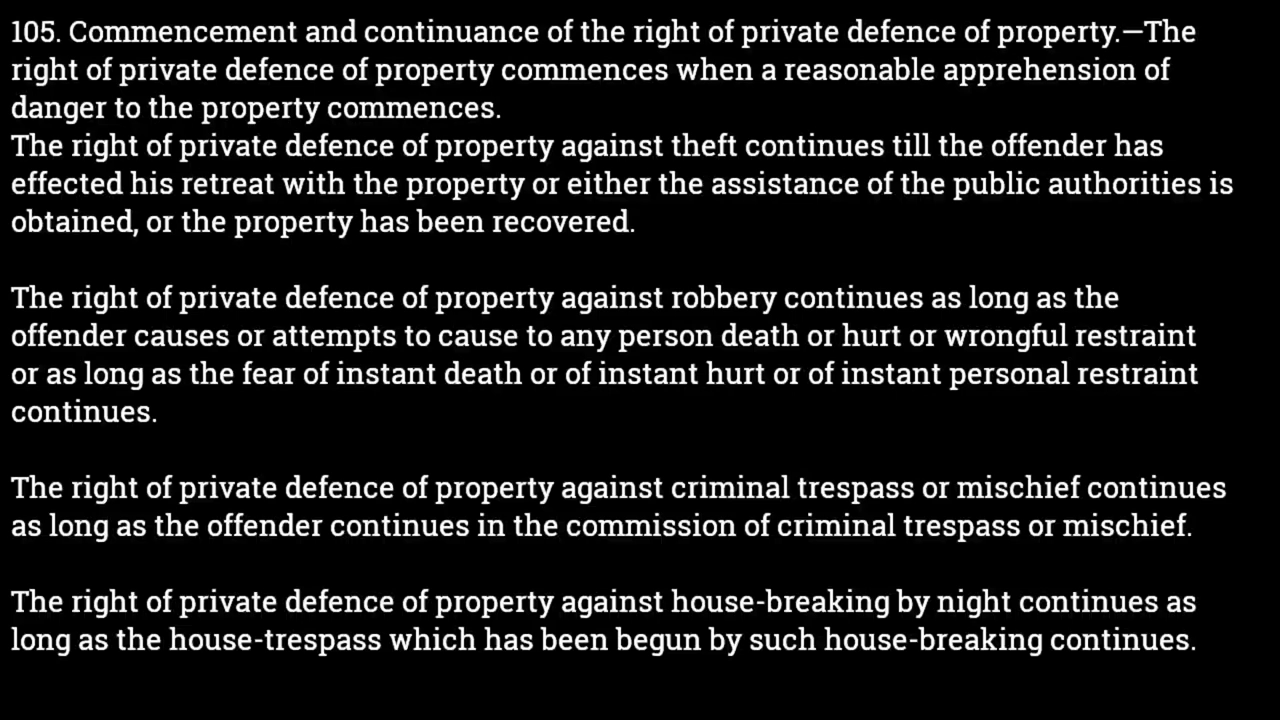 105. Commencement and continuance of the right of private defence of property.—The
right of private defence of property commences when a reasonable apprehension of
danger to the property commences.
The right of private defence of property against theft continues till the offender has
effected his retreat with the property or either the assistance of the public authorities is
obtained, or the property has been recovered.
The right of private defence of property against robbery continues as long as the
offender causes or attempts to cause to any person death or hurt or wrongful restraint
or as long as the fear of instant death or of instant hurt or of instant personal restraint
continues.
The right of private defence of property against criminal trespass or mischief continues
as long as the offender continues in the commission of criminal trespass or mischief.
The right of private defence of property against house-breaking by night continues as
long as the house-trespass which has been begun by such house-breaking continues.